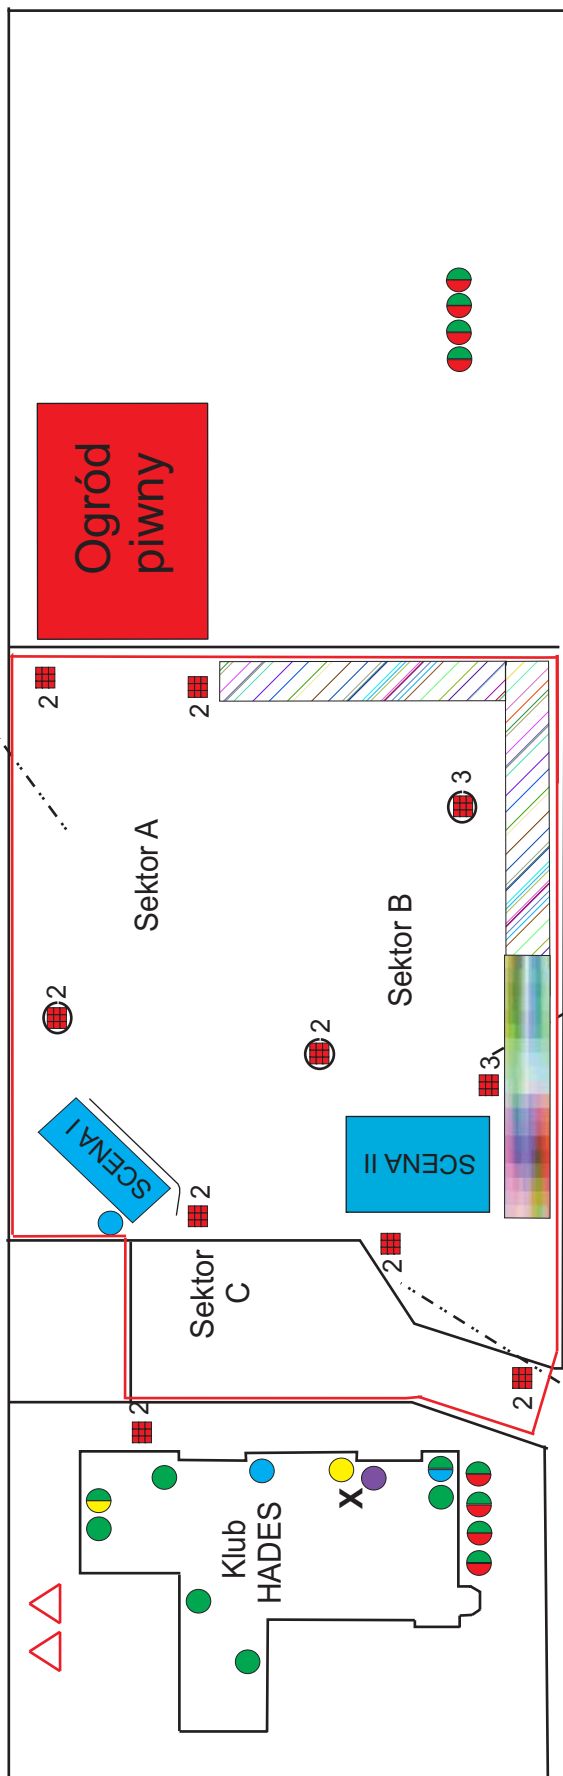 Ogród
piwny
2
2
3
Sektor A
Sektor B
2
2
3
SCENA I
SCENA II
2
2
Sektor
C
2
2
X
Klub
HADES